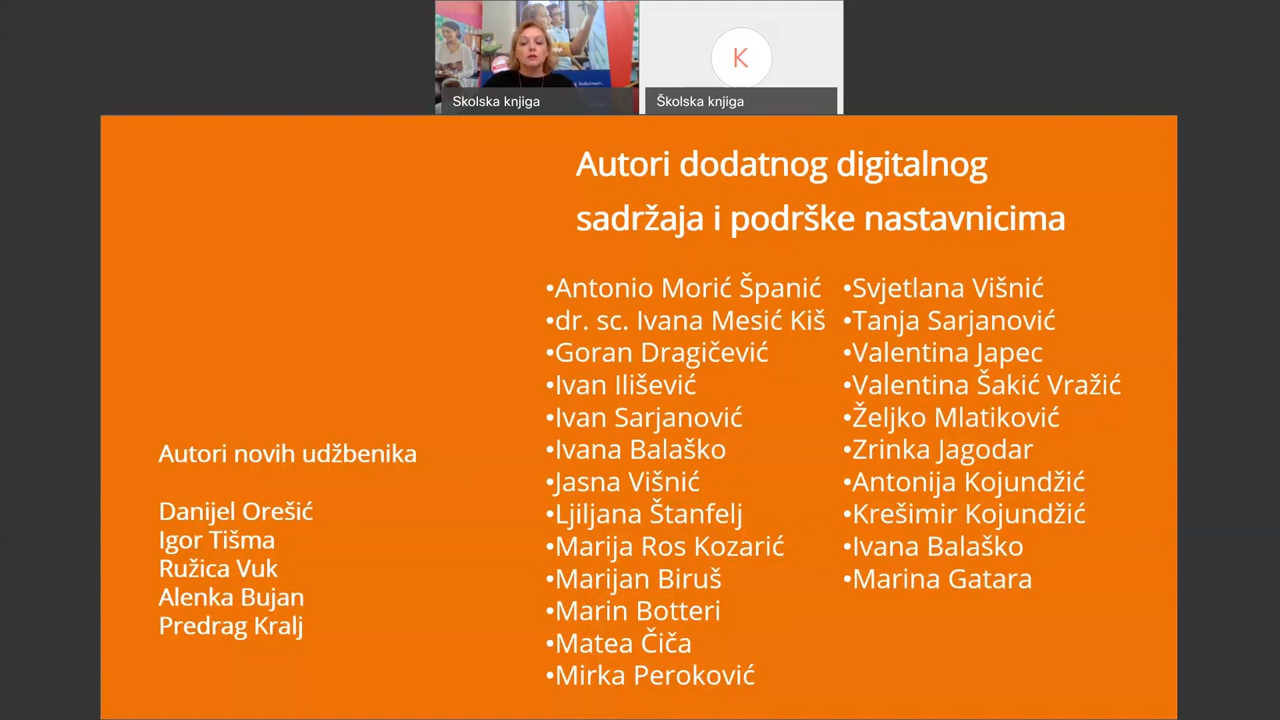 Skolska knjiga
K
Školska knjiga
Autori dodatnog digitalnog
sadržaja i podrške nastavnicima
•Antonio Morić Španić
•dr. sc. Ivana Mesić Kiš
•Goran Dragičević
•Ivan Ilišević
•Ivan Sarjanović
•Ivana Balaško
•Jasna Višnić
•Ljiljana Štanfelj
•Marija Ros Kozarić
•Marijan Biruš
•Marin Botteri
•Matea Čiča
•Mirka Peroković
•Svjetlana Višnić
•Tanja Sarjanović
•Valentina Japec
•Valentina Šakić Vražić
•Željko Mlatiković
•Zrinka Jagodar
•Antonija Kojundžić
•Krešimir Kojundžić
•Ivana Balaško
•Marina Gatara
Autori novih udžbenika
Danijel Orešić
Igor Tišma
Ružica Vuk
Alenka Bujan
Predrag Kralj